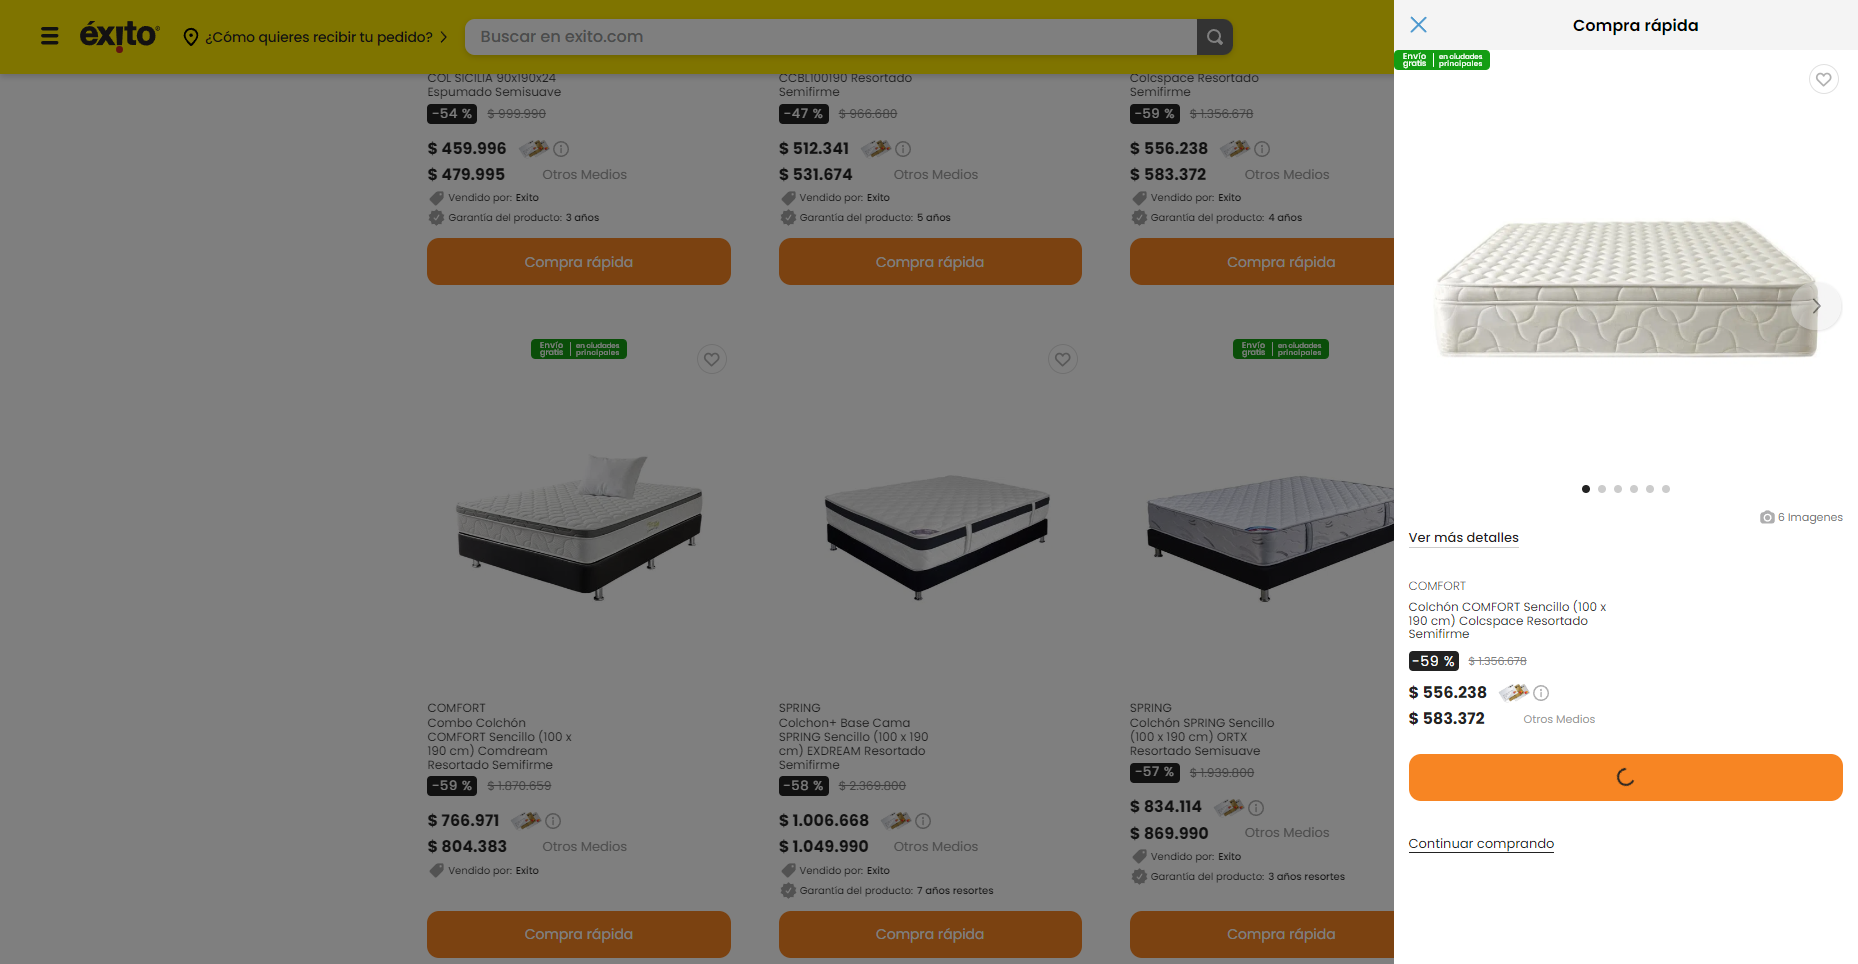 éxito
¿Cómo quieres recibir tu pedido?
Buscar en exito.com
COL SICILIA 90x190x24
Espumado Semisuave
-54 %
$ 999.990
$ 459.996
$ 479.995
Otros Medios
Vendido por: Exito
Garantía del producto: 3 años
Compra rápida
CCBL100190 Resortado
Semifirme
-47 %
$ 966.680
$ 512.341
$ 531.674
Otros Medios
Vendido por: Exito
Garantía del producto: 5 años
Compra rápida
Colcspace Resortado
Semifirme
-59 %
$ 1.356.678
$ 556.238
$ 583.372
Otros Medios
Vendido por: Exito
Garantía del producto: 4 años
Compra rápida
Envío gratis
en ciudades principales
COMFORT
Combo Colchón
COMFORT Sencillo (100 x
190 cm) Comdream
Resortado Semifirme
-59 %
$ 1.870.659
$ 766.971
$ 804.383
Otros Medios
Vendido por: Exito
Compra rápida
SPRING
Colchon+ Base Cama
SPRING Sencillo (100 x 190
cm) EXDREAM Resortado
Semifirme
-58 %
$ 2.369.800
$ 1.006.668
$ 1.049.990
Otros Medios
Vendido por: Exito
Garantía del producto: 7 años resortes
Compra rápida
Envío gratis
en ciudades principales
SPRING
Colchón SPRING Sencillo
(100 x 190 cm) ORTX
Resortado Semisuave
-57 %
$ 1.939.800
$ 834.114
$ 869.990
Otros Medios
Vendido por: Exito
Garantía del producto: 3 años resortes
Compra rápida
Compra rápida
Envío gratis
en ciudades principales
6 Imagenes
Ver más detalles
COMFORT
Colchón COMFORT Sencillo (100 x
190 cm) Colcspace Resortado
Semifirme
-59 %
$ 1.356.678
$ 556.238
$ 583.372
Otros Medios
Continuar comprando